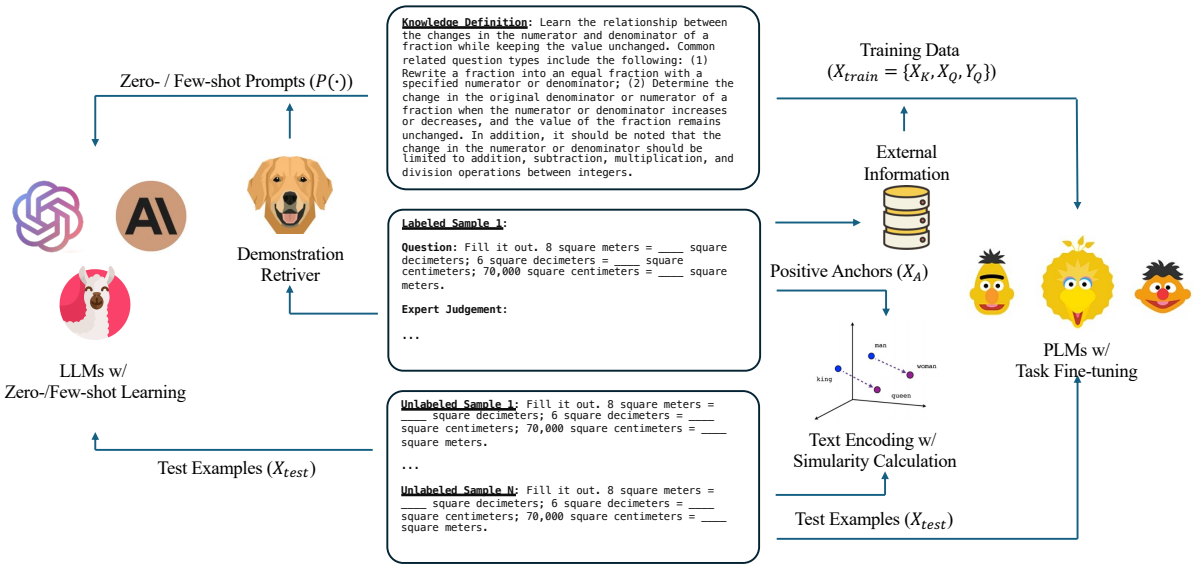 Knowledge Definition: Learn the relationship between
the changes in the numerator and denominator of a
fraction while keeping the value unchanged. Common
related question types include the following: (1)
Rewrite a fraction into an equal fraction with a
specified numerator or denominator; (2) Determine the
change in the original denominator or numerator of a
fraction when the numerator or denominator increases
or decreases, and the value of the fraction remains
unchanged. In addition, it should be noted that the
change in the numerator or denominator should be
limited to addition, subtraction, multiplication, and
division operations between integers.
Zero- / Few-shot Prompts (P(·))
Training Data
(X_train = {X_K, X_Q, Y_Q})
AI
Demonstration
Retriver
LLMs w/
Zero-/Few-shot Learning
Labeled Sample 1:
Question: Fill it out. 8 square meters = ____ square
decimeters; 6 square decimeters = ____ square
centimeters; 70,000 square centimeters = ____ square
meters.
Expert Judgement:
...
External
Information
Positive Anchors (X_A)
man
woman
king
queen
Text Encoding w/
Simularity Calculation
PLMs w/
Task Fine-tuning
Unlabeled Sample 1: Fill it out. 8 square meters =
____ square decimeters; 6 square decimeters = ____
square centimeters; 70,000 square centimeters = ____
square meters.
...
Unlabeled Sample N: Fill it out. 8 square meters =
____ square decimeters; 6 square decimeters = ____
square centimeters; 70,000 square centimeters = ____
square meters.
Test Examples (X_test)
Test Examples (X_test)